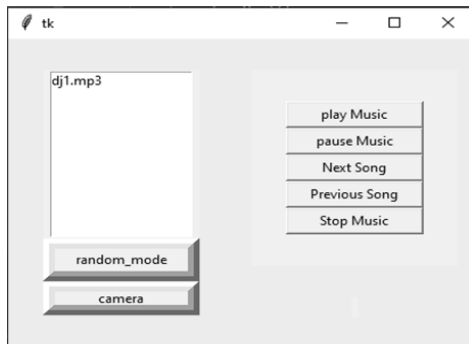 tk
dj1.mp3
random_mode
camera
play Music
pause Music
Next Song
Previous Song
Stop Music